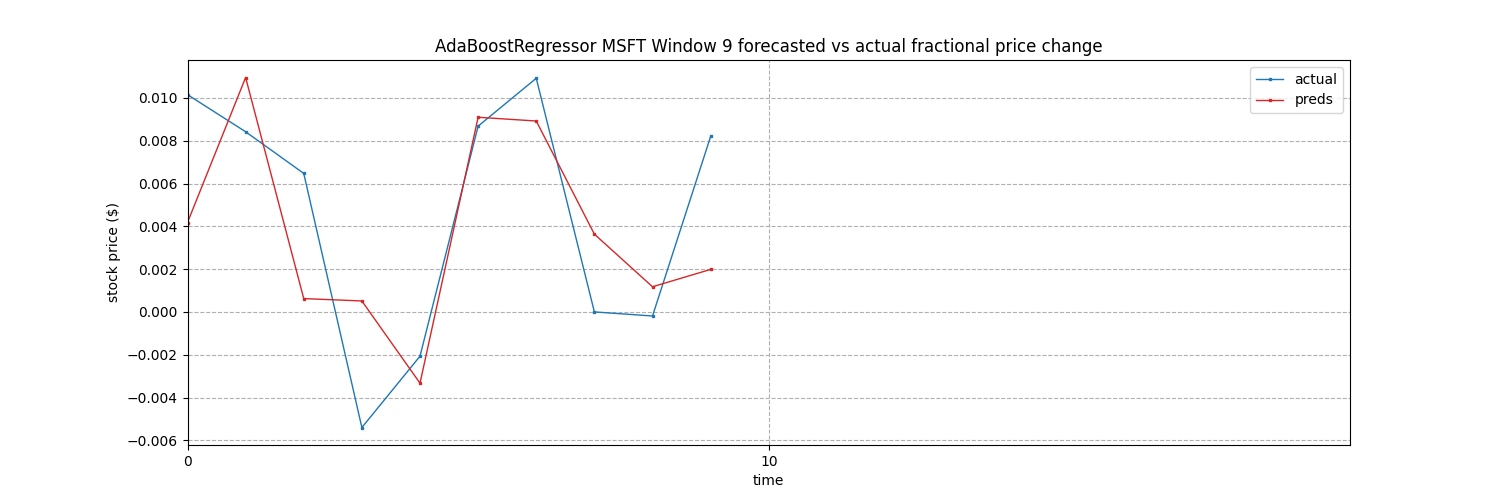 AdaBoostRegressor MSFT Window 9 forecasted vs actual fractional price change
actual
preds
stock price ($)
0.010
0.008
0.006
0.004
0.002
0.000
−0.002
−0.004
−0.006
0
10
time